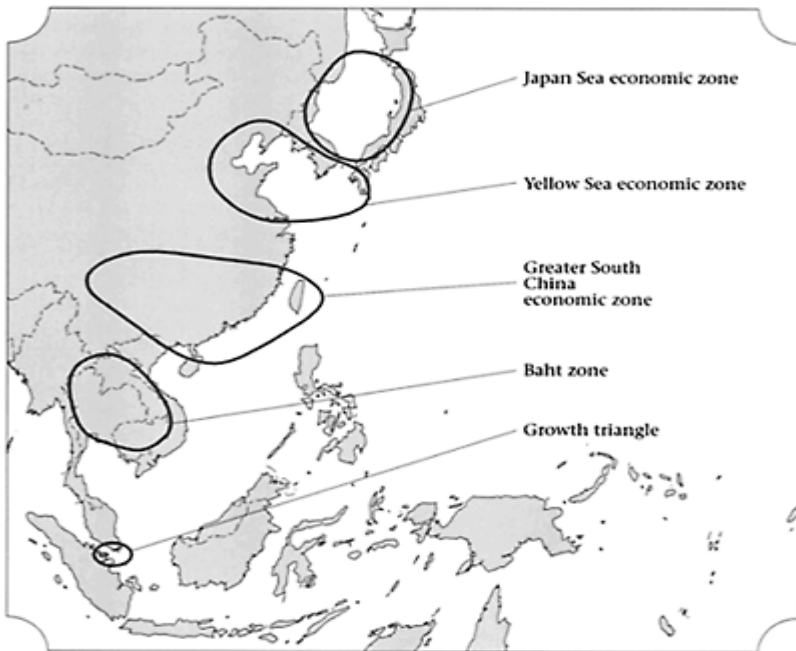 Japan Sea economic zone
Yellow Sea economic zone
Greater South
China
economic zone
Baht zone
Growth triangle